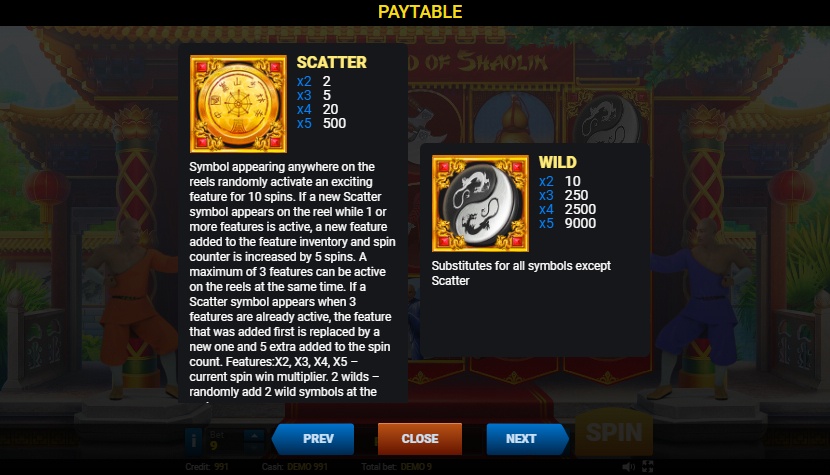 PAYTABLE
D OF SHAOLIN
SCATTER
x2 2
x3 5
x4 20
x5 500
Symbol appearing anywhere on the
reels randomly activate an exciting
feature for 10 spins. If a new Scatter
symbol appears on the reel while 1 or
more features is active, a new feature
added to the feature inventory and spin
counter is increased by 5 spins. A
maximum of 3 features can be active
on the reels at the same time. If a
Scatter symbol appears when 3
features are already active, the feature
that was added first is replaced by a
new one and 5 extra added to the spin
count. Features:X2, X3, X4, X5 –
current spin win multiplier. 2 wilds –
randomly add 2 wild symbols at the
WILD
x2 10
x3 250
x4 2500
x5 9000
Substitutes for all symbols except
Scatter
i
Bet
9
PREV
CLOSE
NEXT
SPIN
Credit: 991 Cash: DEMO 991 Total bet: DEMO 9